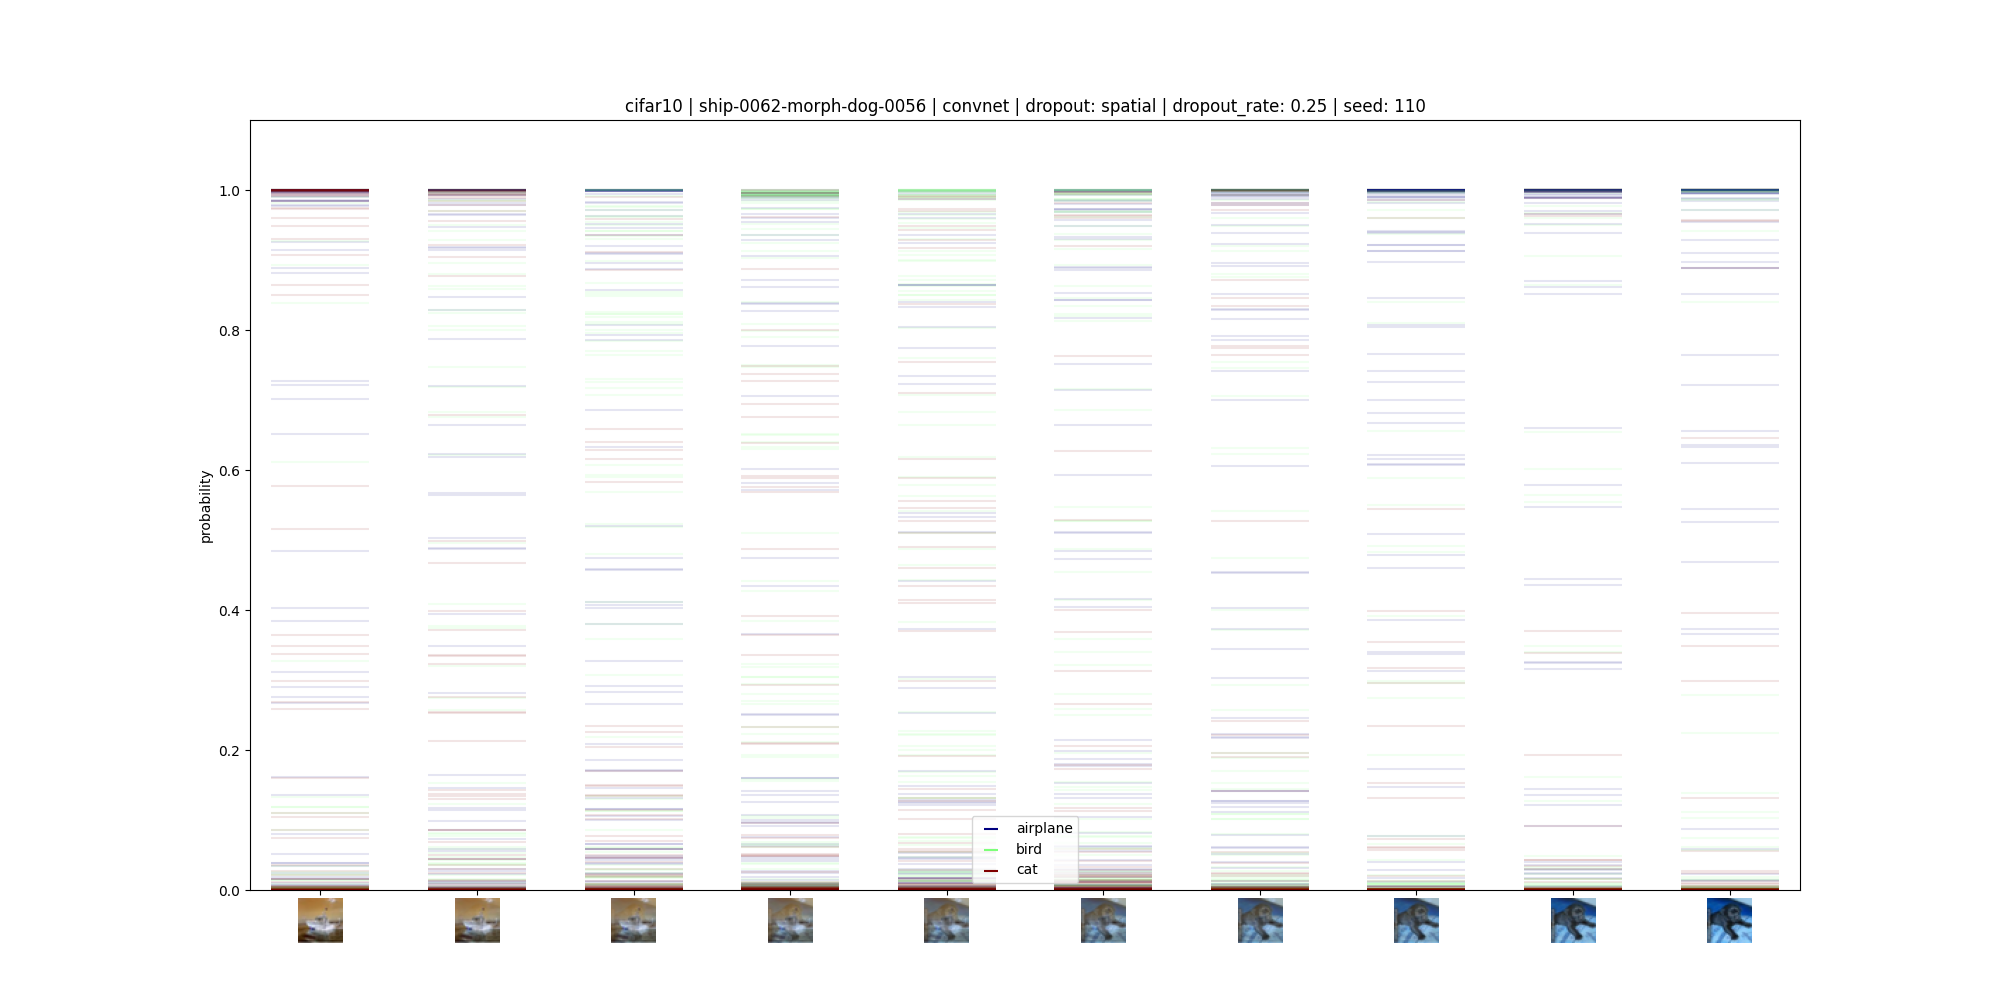 cifar10 | ship-0062-morph-dog-0056 | convnet | dropout: spatial | dropout_rate: 0.25 | seed: 110
1.0
0.8
0.6
0.4
0.2
0.0
probability
airplane
bird
cat